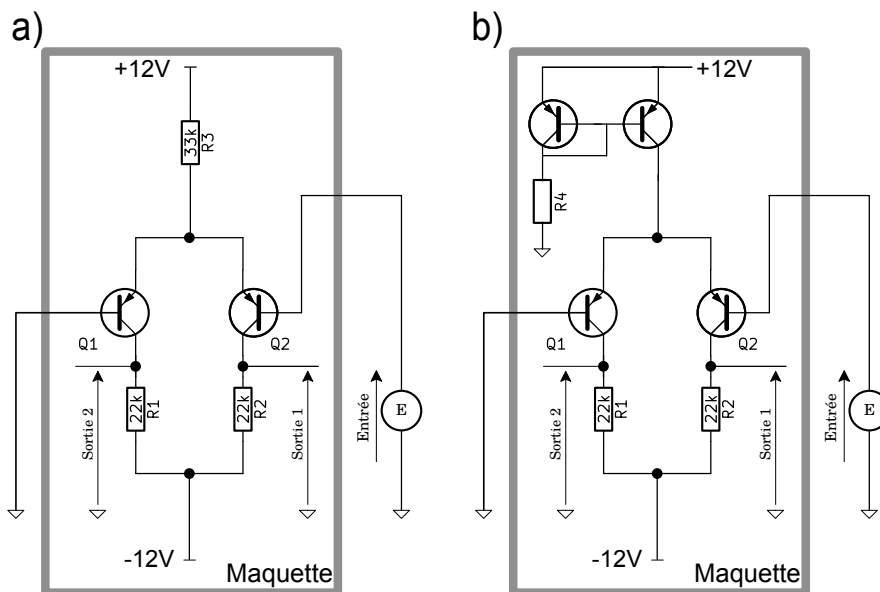 a)
+12V
33k
R3
Q1
Q2
22k
R1
22k
R2
Sortie 2
Sortie 1
Entrée
E
-12V
Maquette
b)
+12V
R4
Q1
Q2
22k
R1
22k
R2
Sortie 2
Sortie 1
Entrée
E
-12V
Maquette